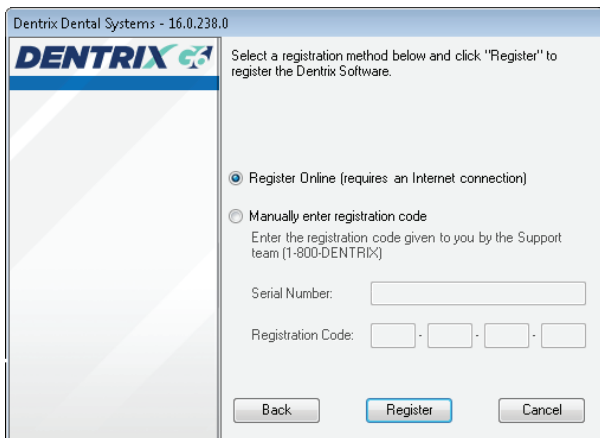 Dentrix Dental Systems - 16.0.238.0
DENTRIX G6
Select a registration method below and click "Register" to
register the Dentrix Software.
Register Online (requires an Internet connection)
Manually enter registration code
Enter the registration code given to you by the Support
team (1-800-DENTRIX)
Serial Number:
Registration Code: - - -
Back Register Cancel